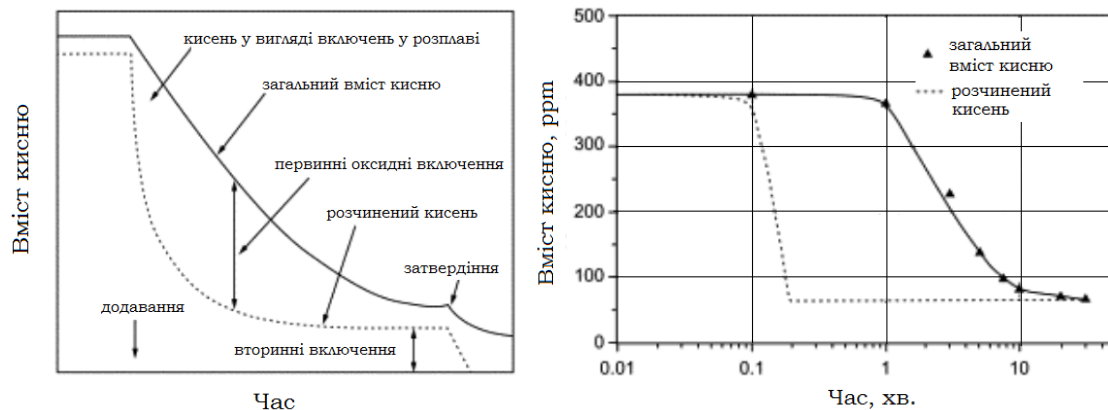 кисень у вигляді включень у розплаві
загальний вміст кисню
первинні оксидні включення
розчинений кисень
затвердіння
додавання
вторинні включення
Вміст кисню
Час
500
400
300
200
100
0
загальний
вміст кисню
розчинений
кисень
Вміст кисню, ppm
0.01
0.1
1
10
Час, хв.